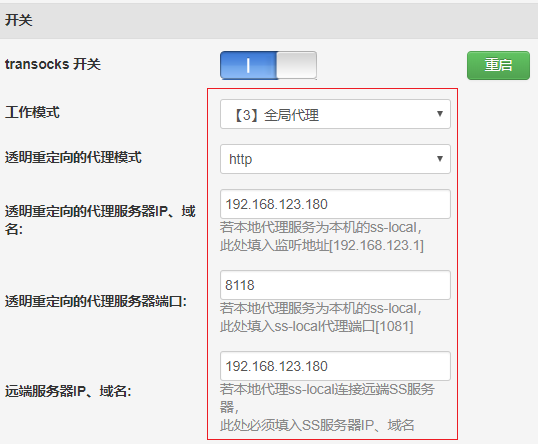 开关
transocks 开关
重启
工作模式
【3】全局代理
透明重定向的代理模式
http
透明重定向的代理服务器IP、域
名:
192.168.123.180
若本地代理服务为本机的ss-local，
此处填入监听地址[192.168.123.1]
透明重定向的代理服务器端口:
8118
若本地代理服务为本机的ss-local，
此处填入ss-local代理端口[1081]
远端服务器IP、域名:
192.168.123.180
若本地代理ss-local连接远端SS服务
器，
此处必须填入SS服务器IP、域名